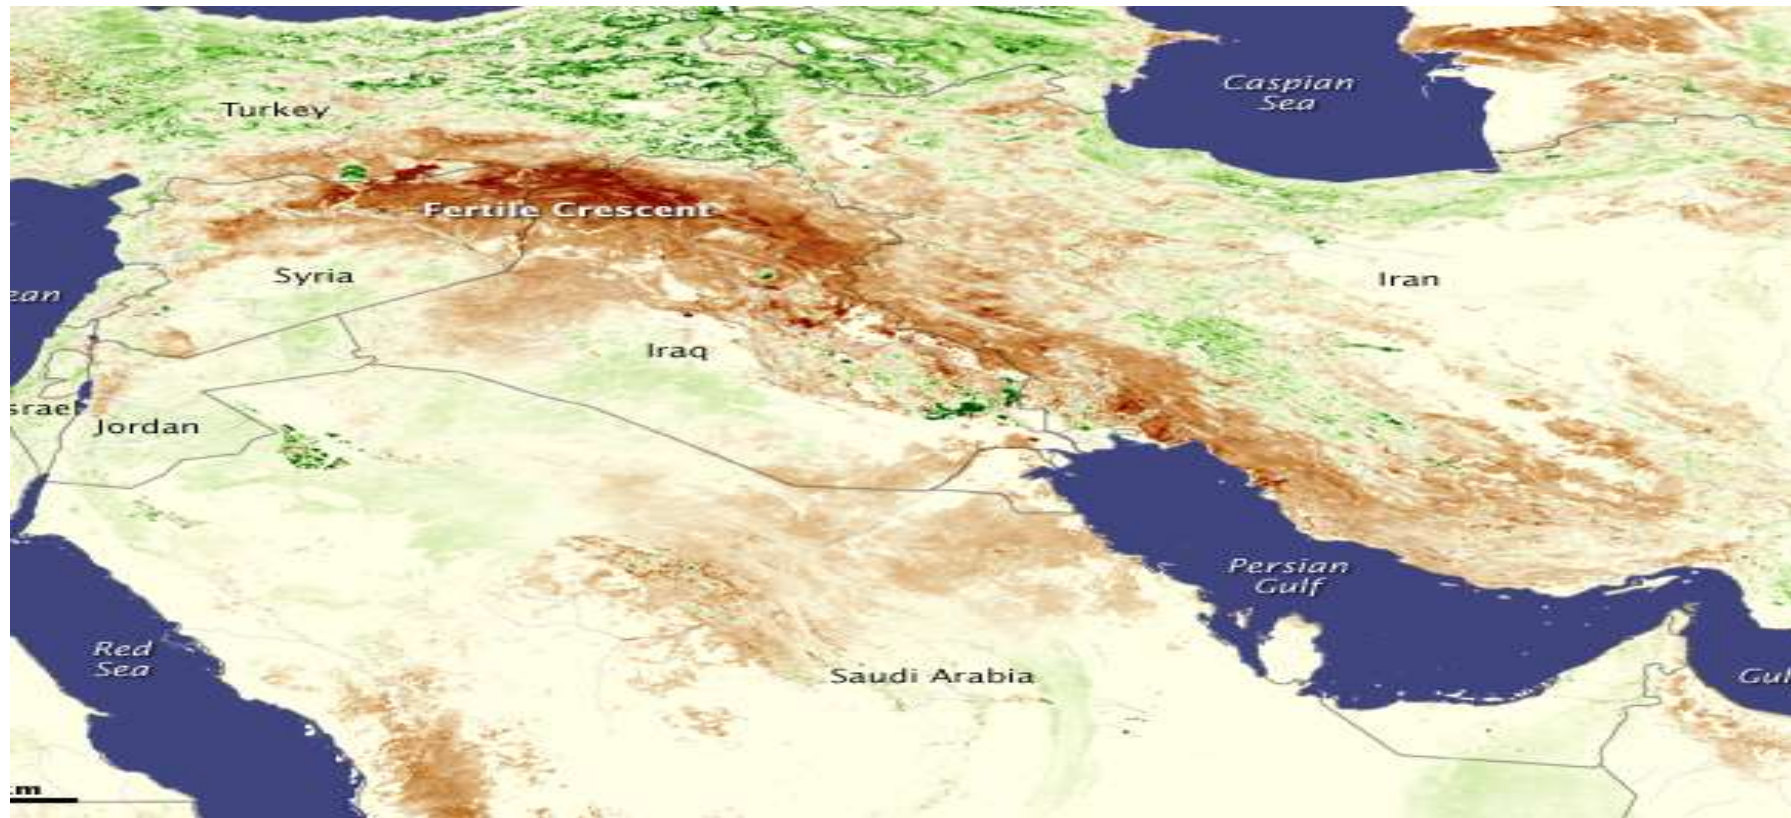 Caspian
Sea
Turkey
Fertile Crescent
Syria
Iran
Iraq
Jordan
Persian
Gulf
Red
Sea
Saudi Arabia